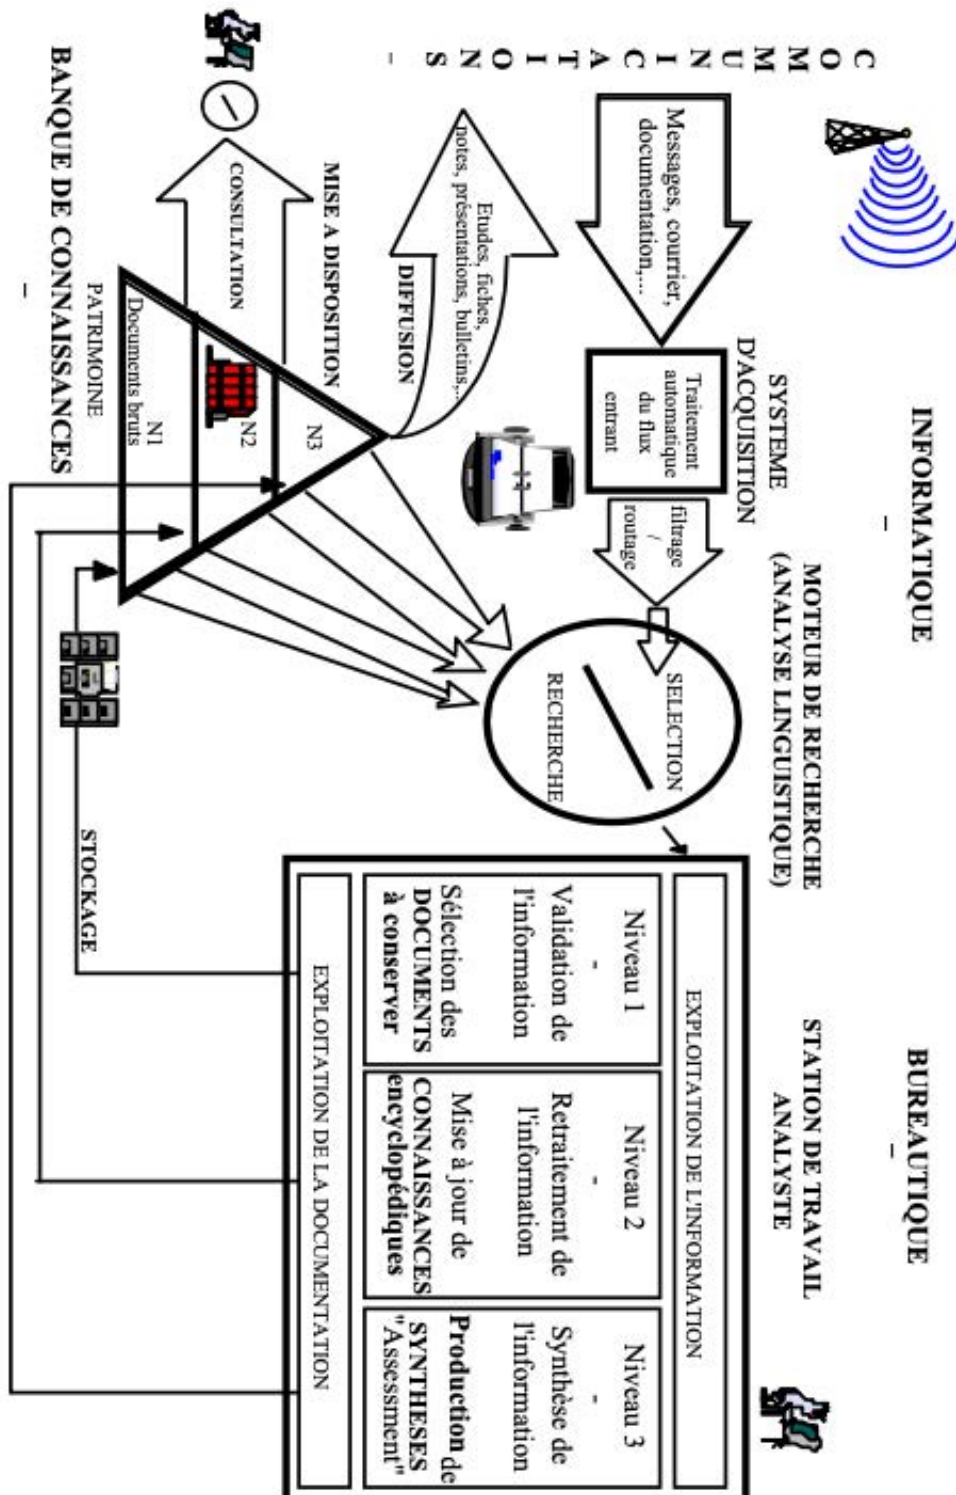 C O M M U N I C A T I O N S -
INFORMATIQUE
-
BUREAUTIQUE
-
SYSTEME
D'ACQUISITION
MOTEUR DE RECHERCHE
(ANALYSE LINGUISTIQUE)
STATION DE TRAVAIL
ANALYSTE
Messages, courrier,
documentation,...
Traitement
automatique
du flux
entrant
filtrage
/
routage
SELECTION
RECHERCHE
EXPLOITATION DE L'INFORMATION
Niveau 1
-
Validation de
l'information
Sélection des
DOCUMENTS
à conserver
Niveau 2
-
Retraitement de
l'information
Mise à jour de
CONNAISSANCES
encyclopédiques
Niveau 3
-
Synthèse de
l'information
Production de
SYNTHESES
"Assessment"
EXPLOITATION DE LA DOCUMENTATION
Etudes, fiches,
notes, présentations, bulletins,...
DIFFUSION
MISE A DISPOSITION
CONSULTATION
N3
N2
N1
Documents bruts
PATRIMOINE
BANQUE DE CONNAISSANCES
-
STOCKAGE